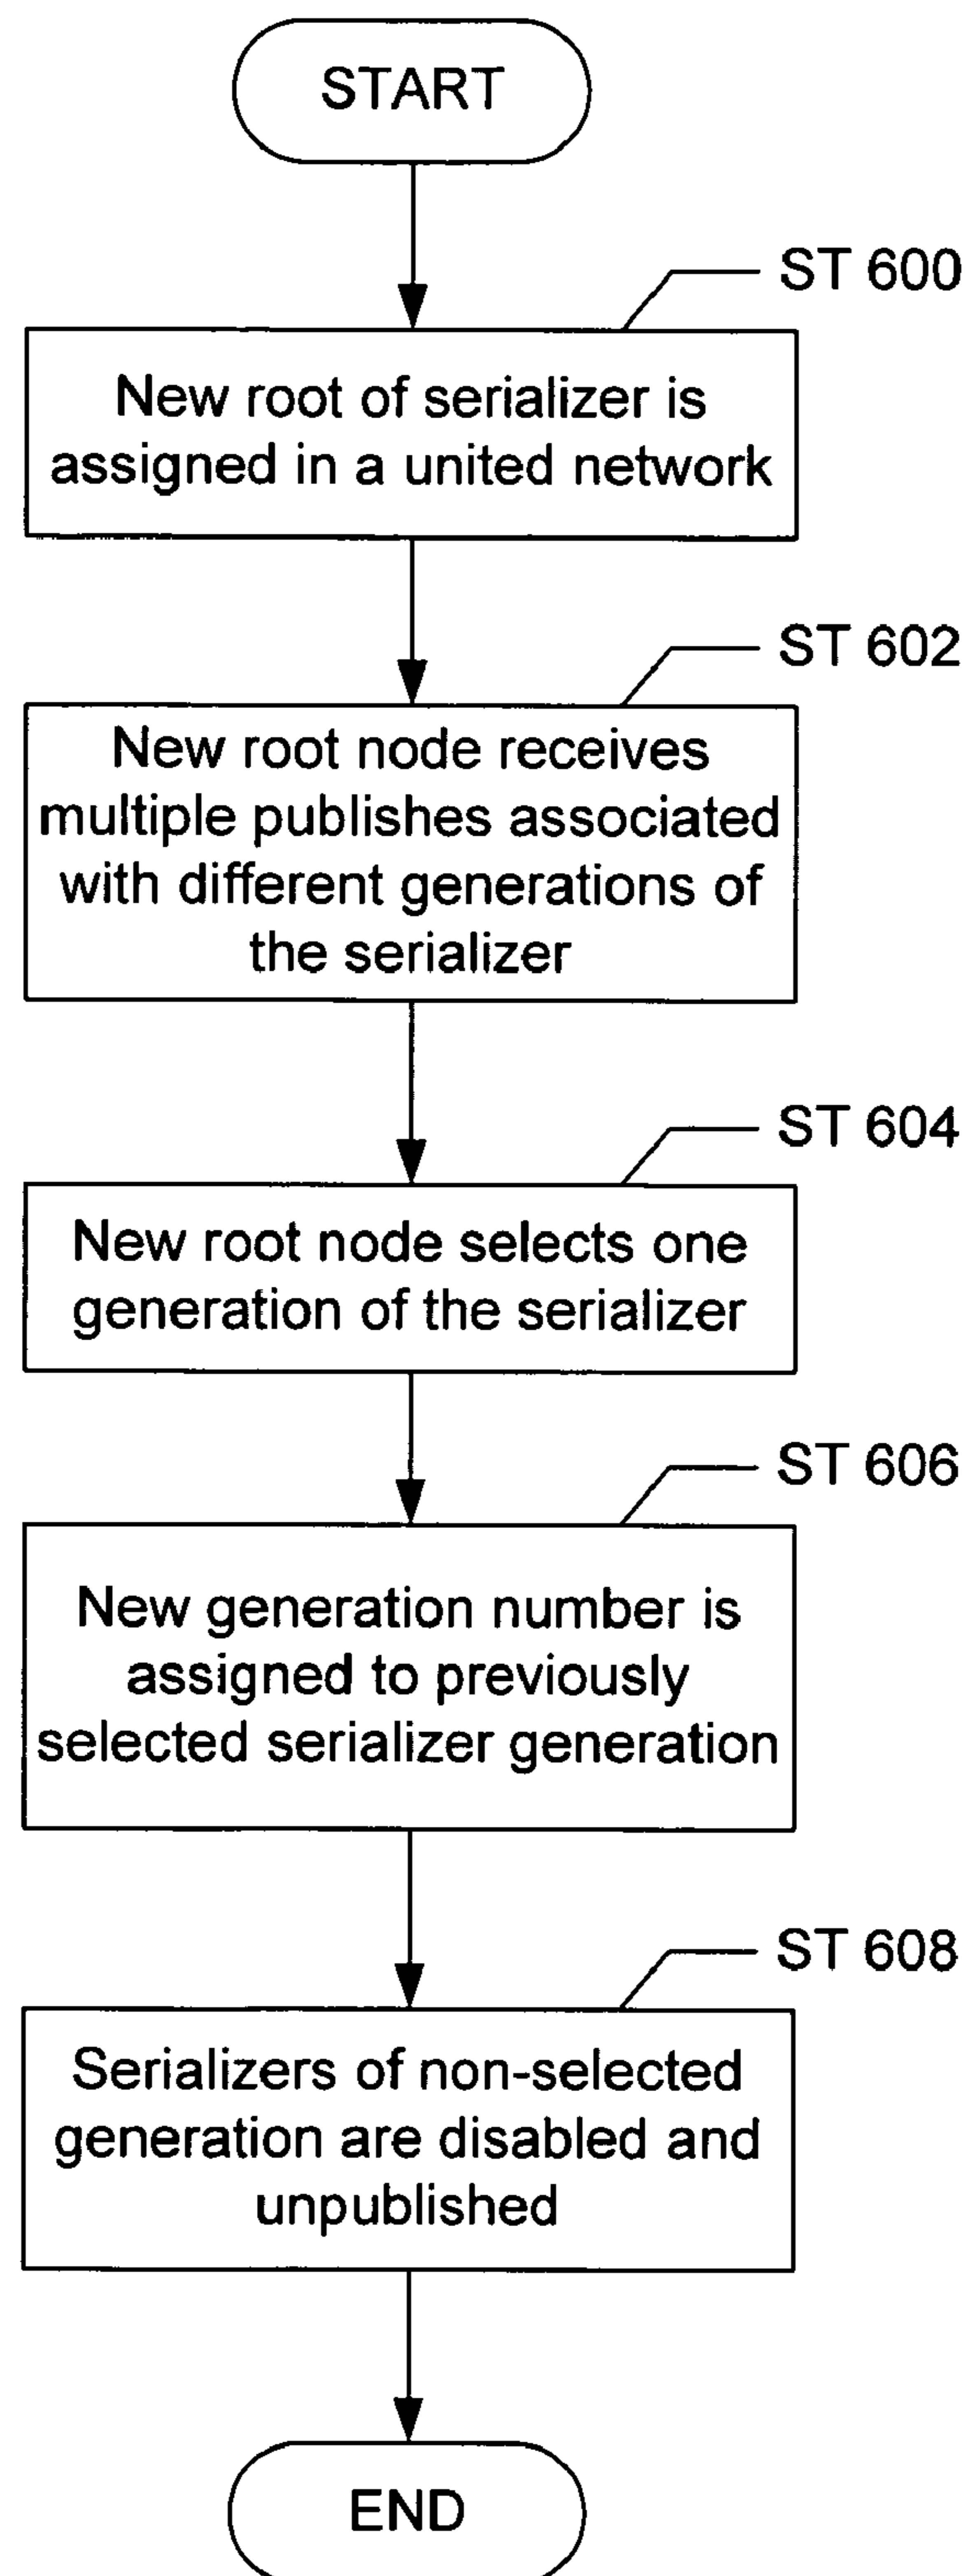 START
ST 600
New root of serializer is
assigned in a united network
ST 602
New root node receives
multiple publishes associated
with different generations of
the serializer
ST 604
New root node selects one
generation of the serializer
ST 606
New generation number is
assigned to previously
selected serializer generation
ST 608
Serializers of non-selected
generation are disabled and
unpublished
END